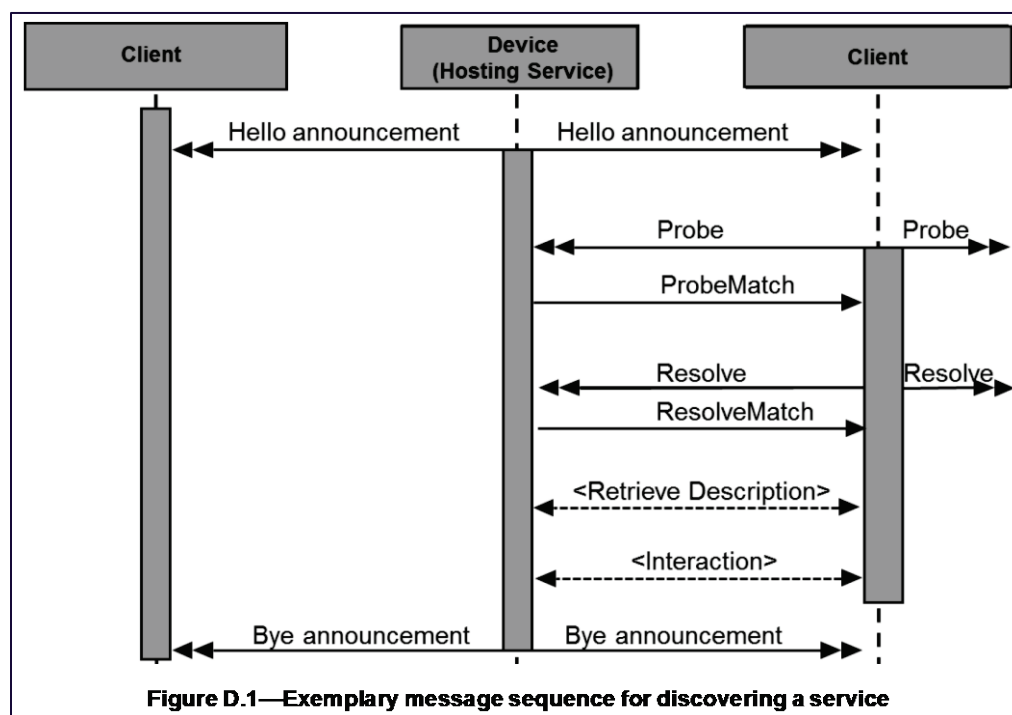 Client
Device
(Hosting Service)
Client
Hello announcement
Hello announcement
Probe
Probe
ProbeMatch
Resolve
Resolve
ResolveMatch
<Retrieve Description>
<Interaction>
Bye announcement
Bye announcement
Figure D.1—Exemplary message sequence for discovering a service